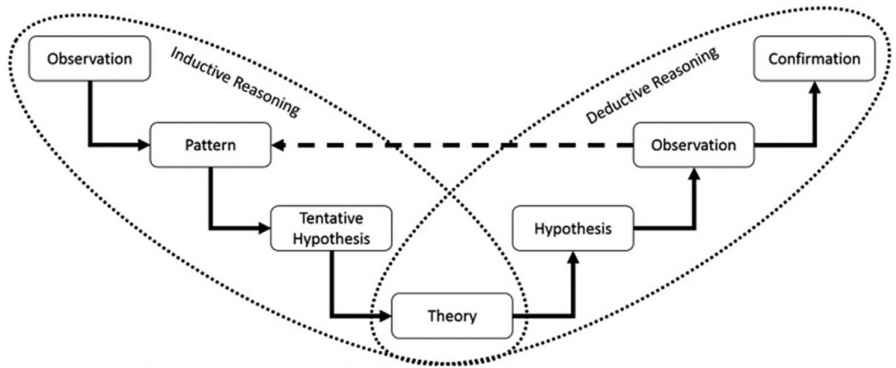 Observation
Inductive Reasoning
Deductive Reasoning
Confirmation
Pattern
Observation
Tentative
Hypothesis
Hypothesis
Theory